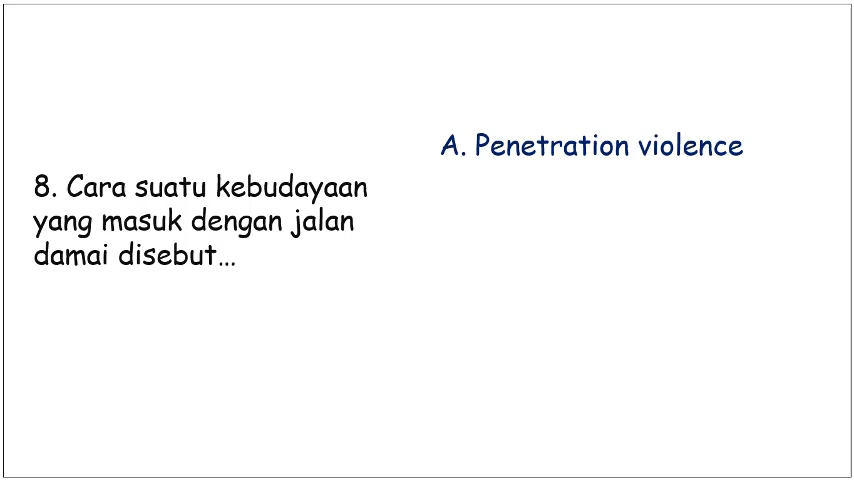 8. Cara suatu kebudayaan
yang masuk dengan jalan
damai disebut...
A. Penetration violence